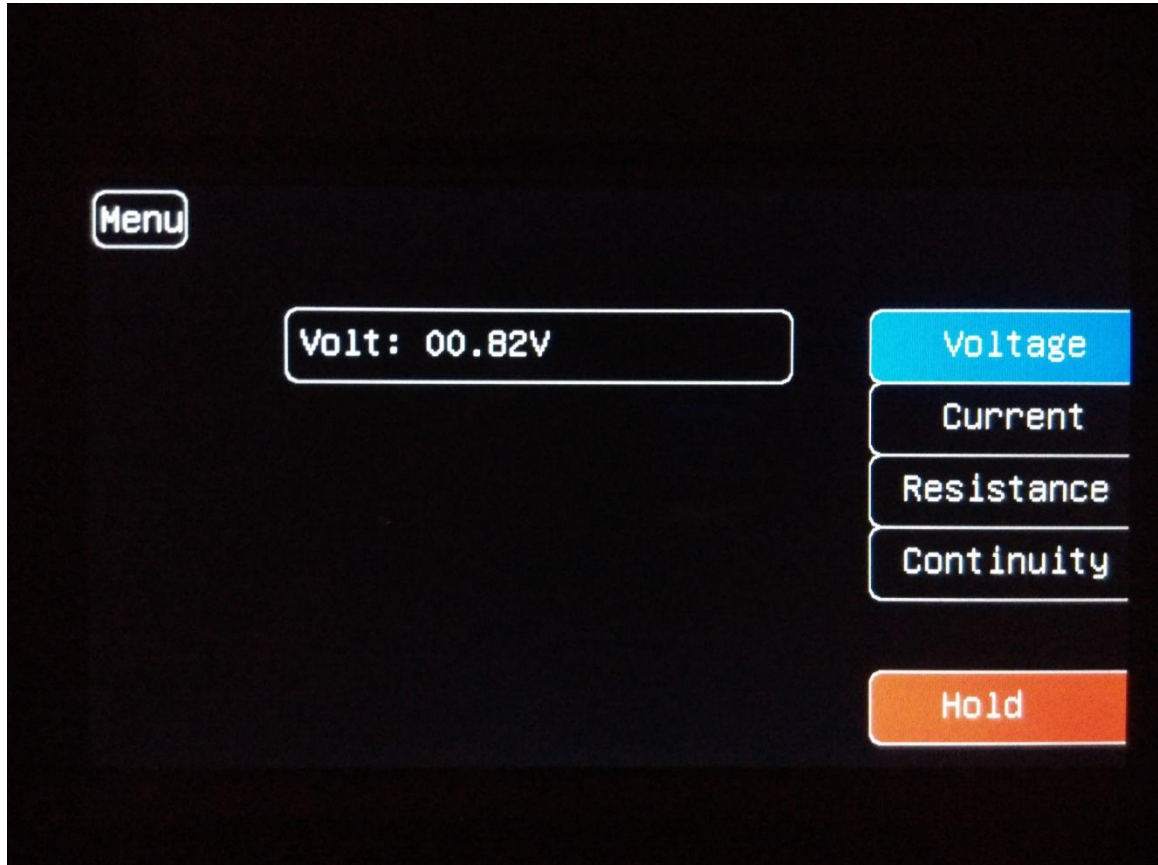 Menu
Volt: 00.82V
Voltage
Current
Resistance
Continuity
Hold